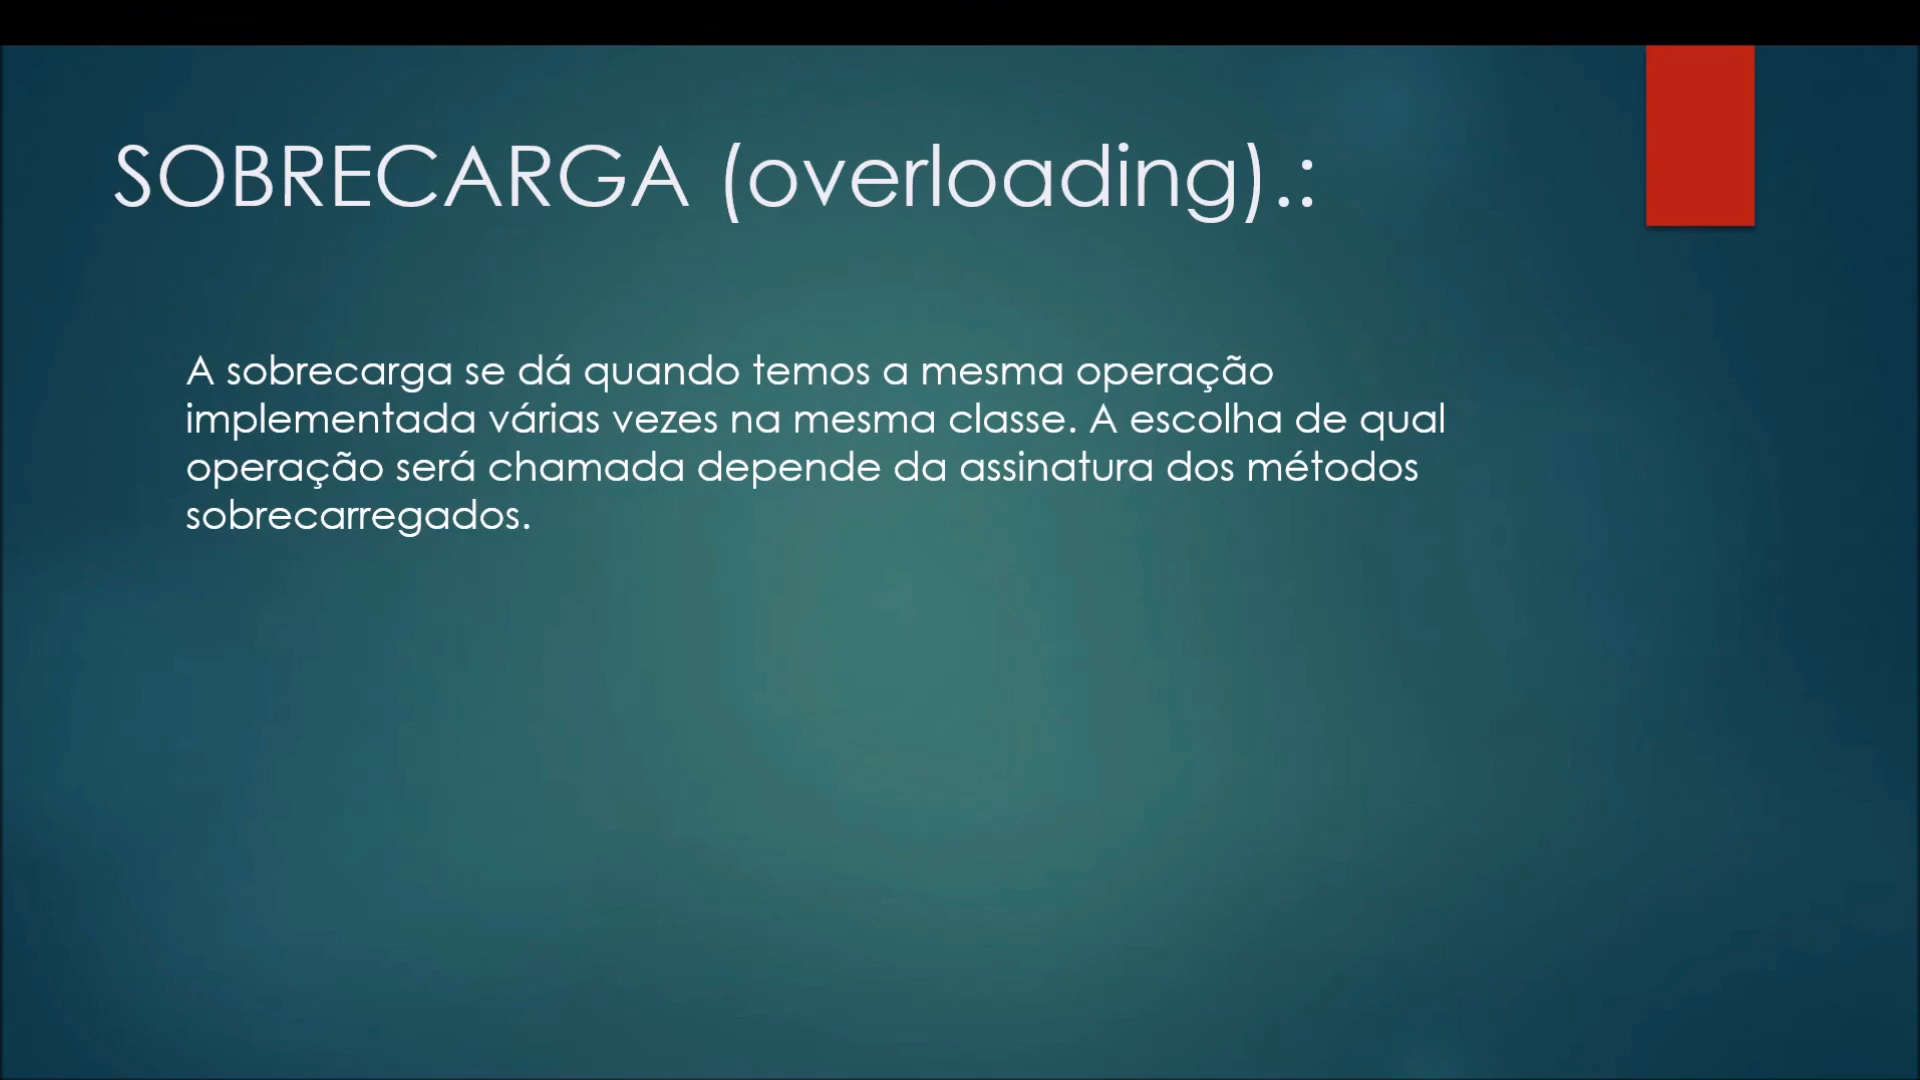 SOBRECARGA (overloading).:
A sobrecarga se dá quando temos a mesma operação
implementada várias vezes na mesma classe. A escolha de qual
operação será chamada depende da assinatura dos métodos
sobrecarregados.